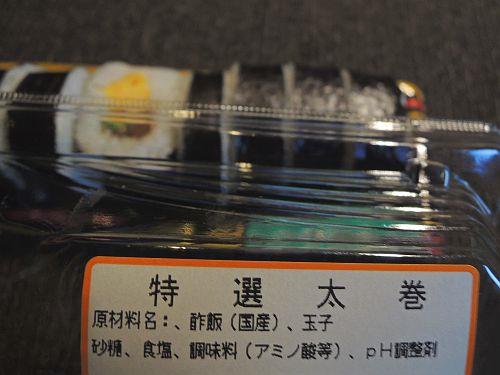 特選太巻
原材料名：、酢飯（国産）、玉子
砂糖、食塩、調味料（アミノ酸等）、pH調整剤